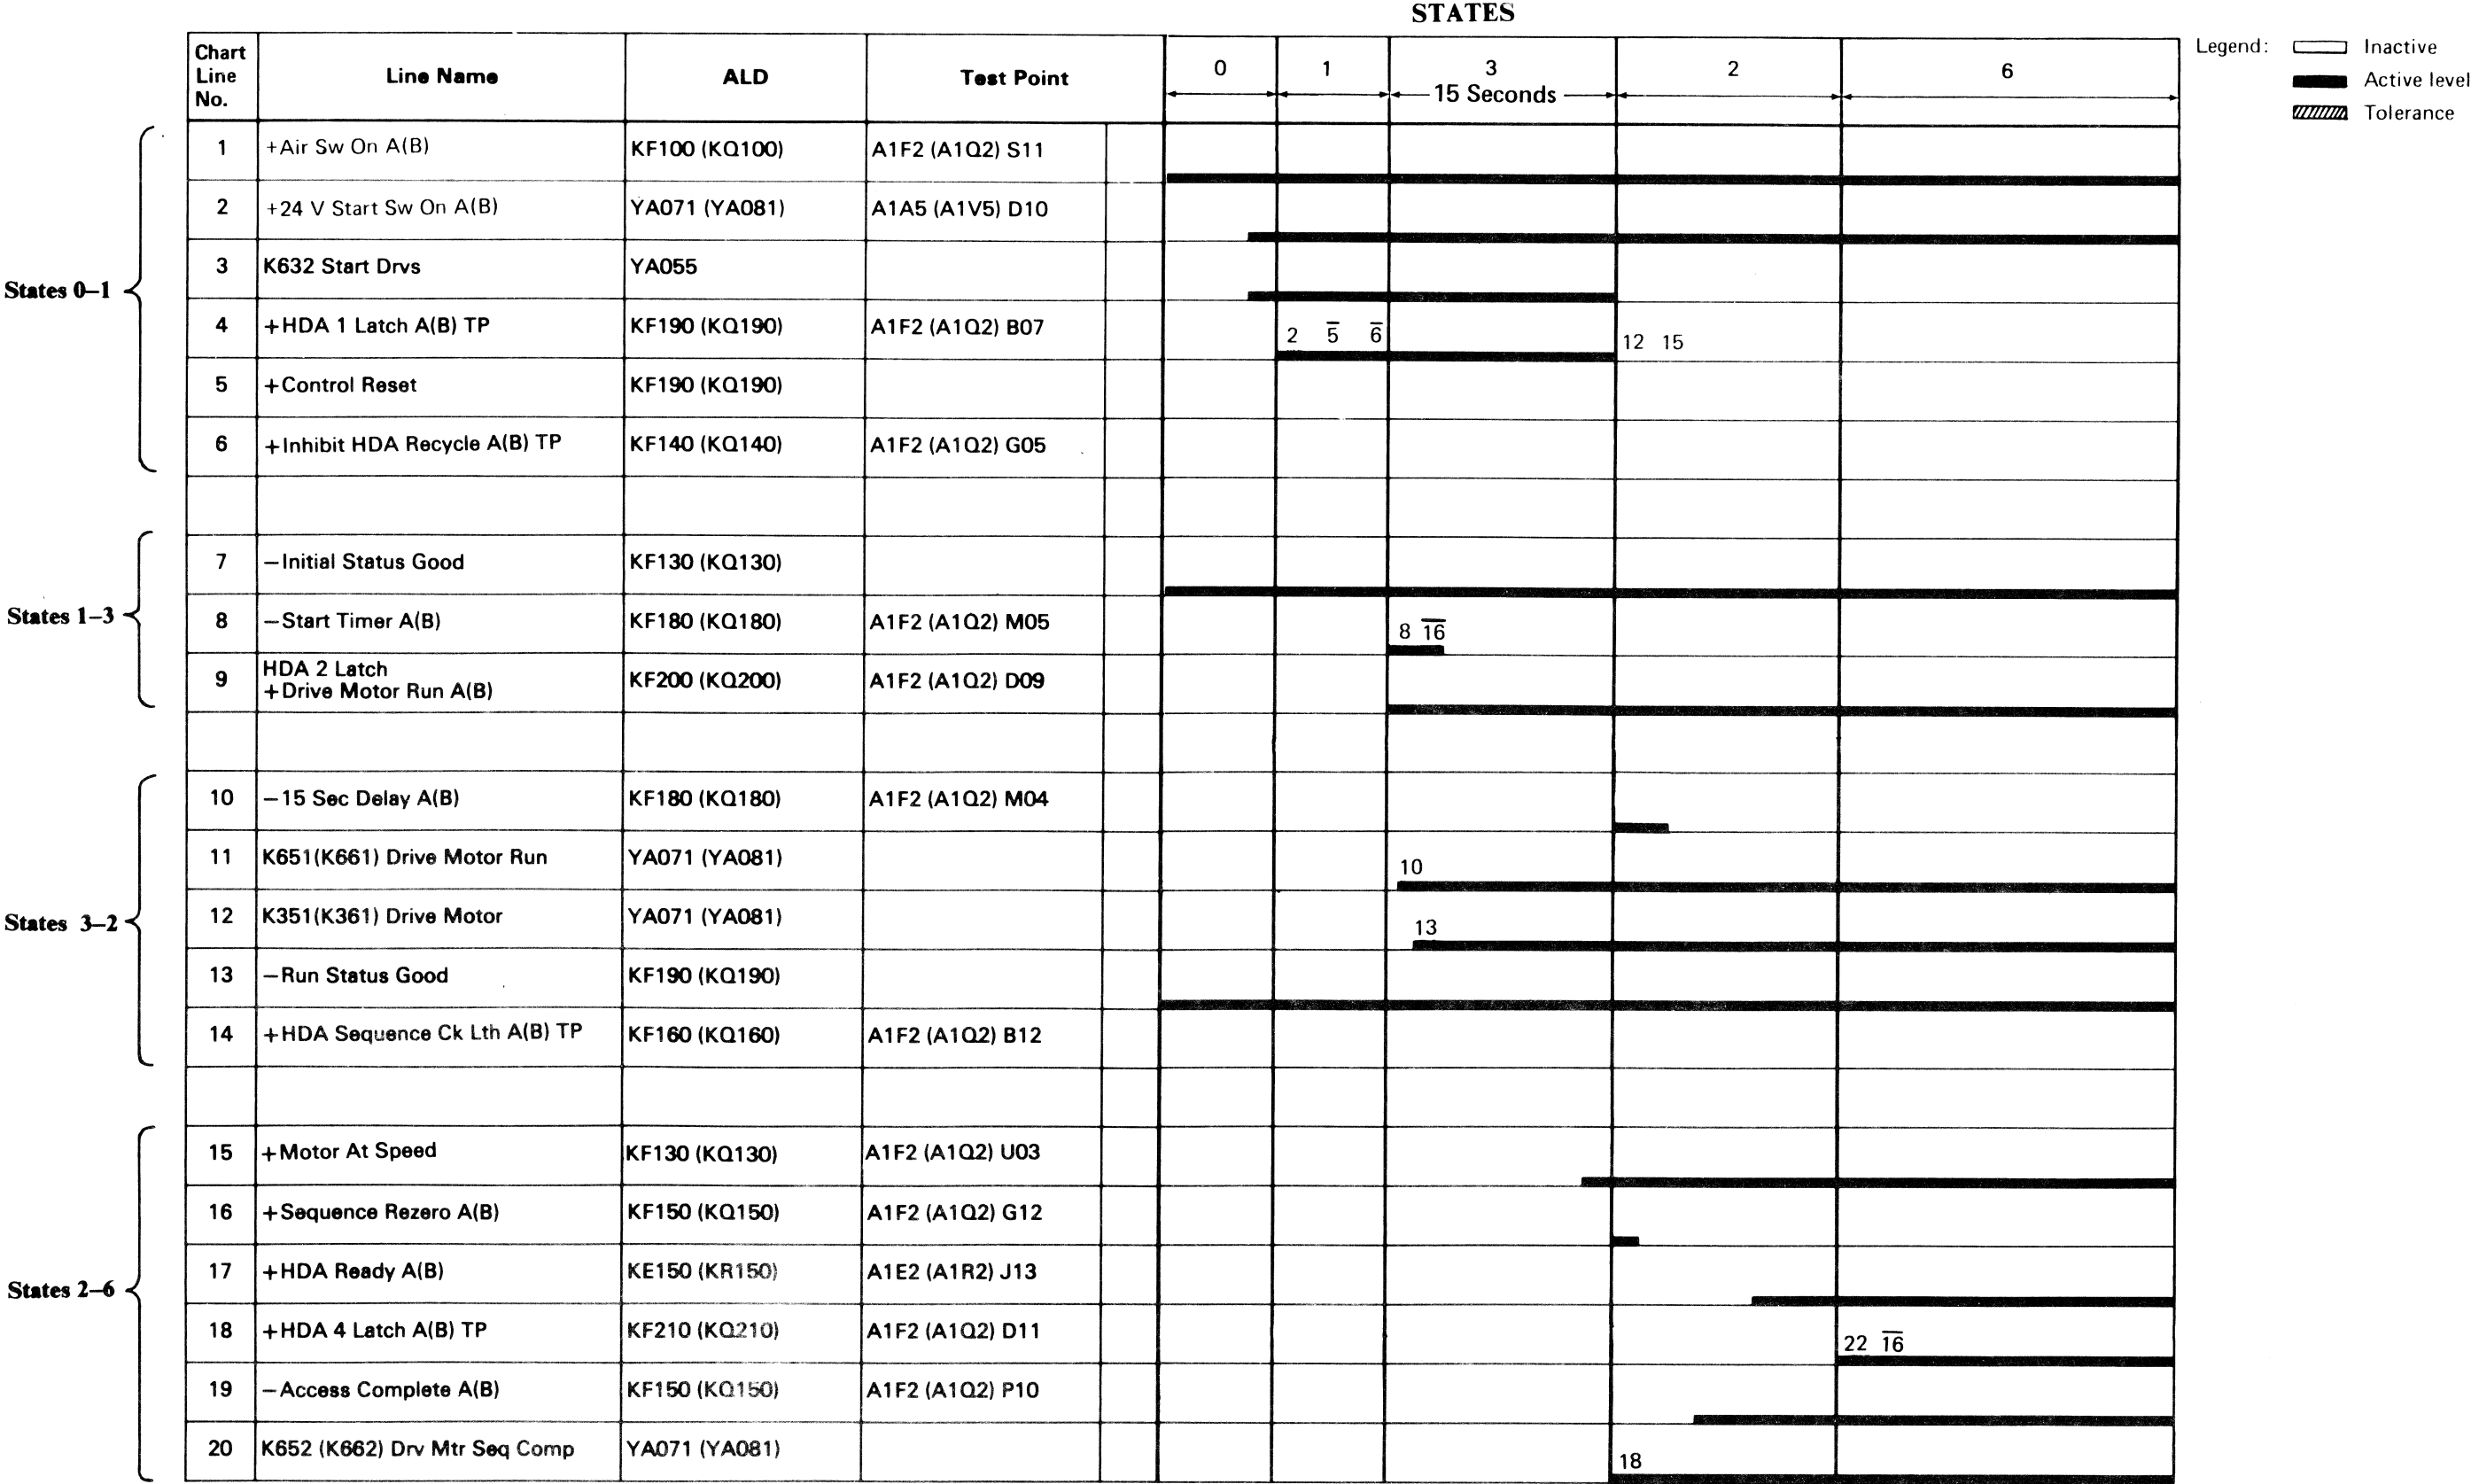 STATES
Chart Line No. Line Name ALD Test Point 0 1 3 2 6
15 Seconds
Legend: Inactive
Active level
Tolerance
States 0–1
1 +Air Sw On A(B) KF100 (KQ100) A1F2 (A1Q2) S11
2 +24 V Start Sw On A(B) YA071 (YA081) A1A5 (A1V5) D10
3 K632 Start Drvs YA055
4 +HDA 1 Latch A(B) TP KF190 (KQ190) A1F2 (A1Q2) B07 2 5̅ 6̅ 12 15
5 +Control Reset KF190 (KQ190)
6 +Inhibit HDA Recycle A(B) TP KF140 (KQ140) A1F2 (A1Q2) G05
States 1–3
7 −Initial Status Good KF130 (KQ130)
8 −Start Timer A(B) KF180 (KQ180) A1F2 (A1Q2) M05 8 1̅6̅
9 HDA 2 Latch
+Drive Motor Run A(B) KF200 (KQ200) A1F2 (A1Q2) D09
States 3–2
10 −15 Sec Delay A(B) KF180 (KQ180) A1F2 (A1Q2) M04
11 K651(K661) Drive Motor Run YA071 (YA081) 10
12 K351(K361) Drive Motor YA071 (YA081) 13
13 −Run Status Good KF190 (KQ190)
14 +HDA Sequence Ck Lth A(B) TP KF160 (KQ160) A1F2 (A1Q2) B12
States 2–6
15 +Motor At Speed KF130 (KQ130) A1F2 (A1Q2) U03
16 +Sequence Rezero A(B) KF150 (KQ150) A1F2 (A1Q2) G12
17 +HDA Ready A(B) KE150 (KR150) A1E2 (A1R2) J13
18 +HDA 4 Latch A(B) TP KF210 (KQ210) A1F2 (A1Q2) D11 22 1̅6̅
19 −Access Complete A(B) KF150 (KQ150) A1F2 (A1Q2) P10
20 K652 (K662) Drv Mtr Seq Comp YA071 (YA081) 18